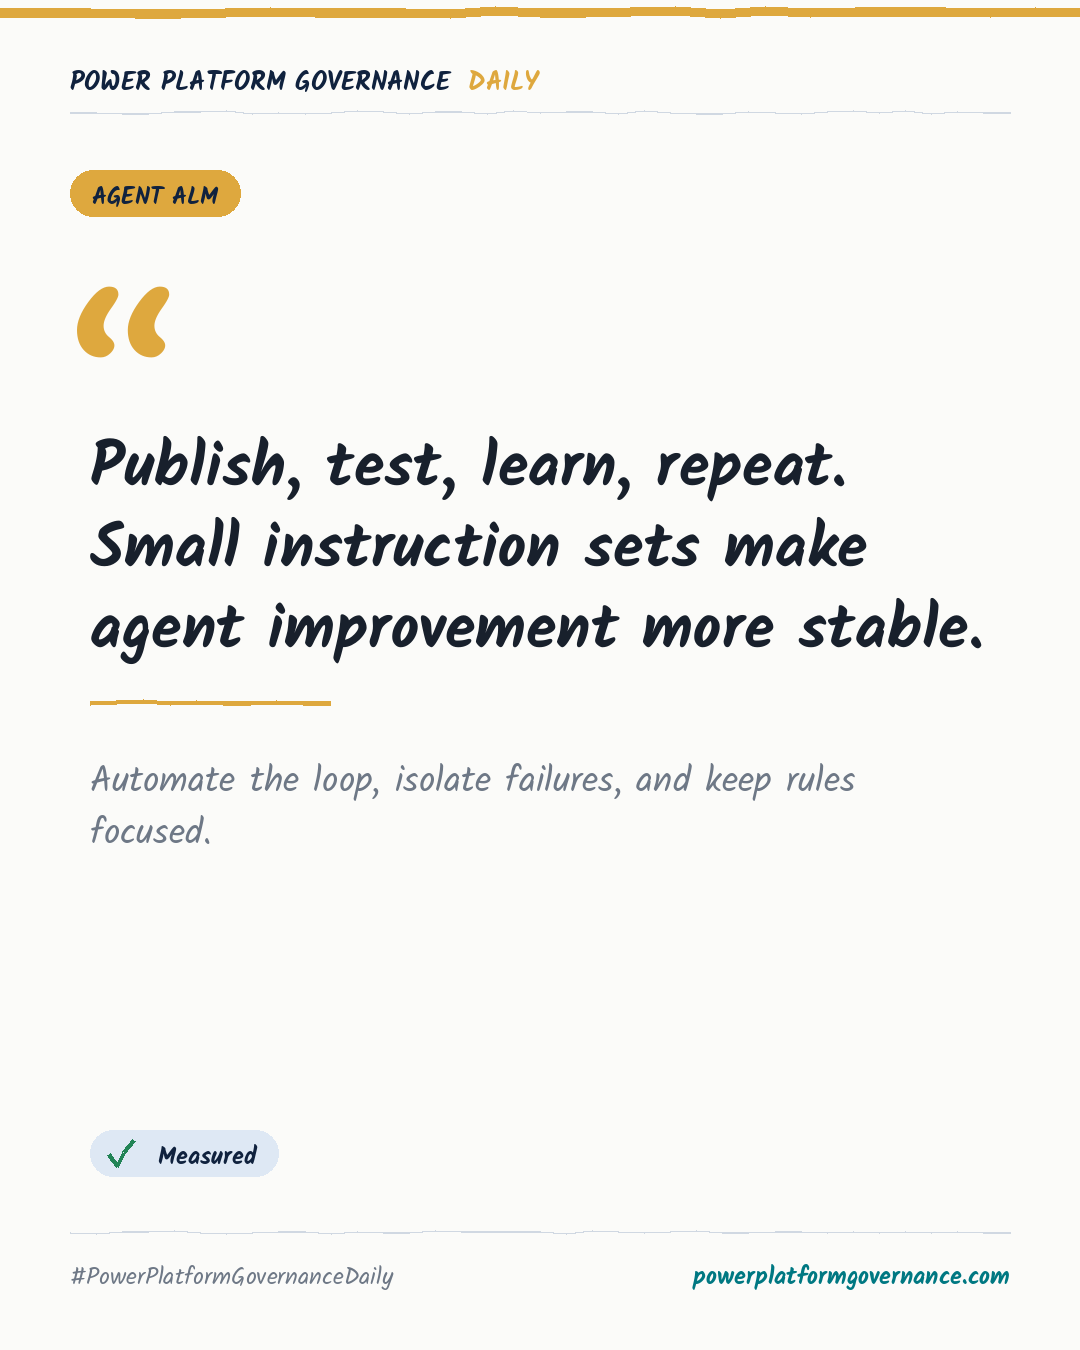 POWER PLATFORM GOVERNANCE DAILY
AGENT ALM
“
Publish, test, learn, repeat.
Small instruction sets make
agent improvement more stable.
Automate the loop, isolate failures, and keep rules
focused.
✓ Measured
#PowerPlatformGovernanceDaily
powerplatformgovernance.com